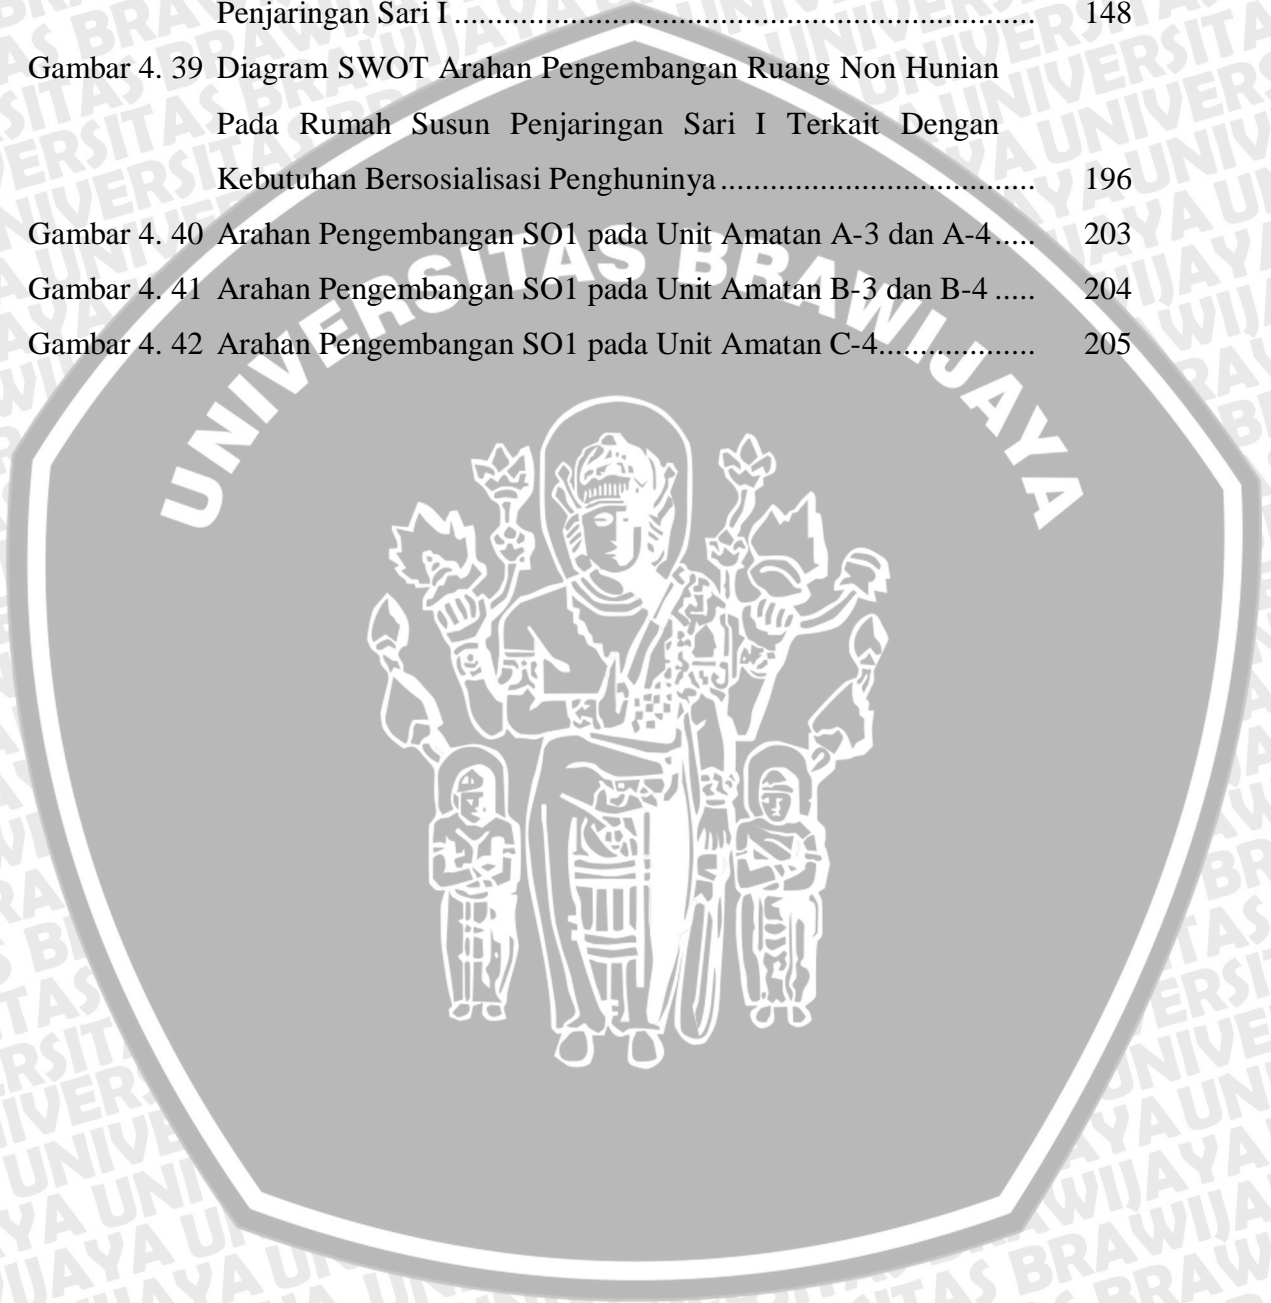 Penjaringan Sari I ...................................................................... 148
Gambar 4. 39 Diagram SWOT Arahan Pengembangan Ruang Non Hunian
Pada Rumah Susun Penjaringan Sari I Terkait Dengan
Kebutuhan Bersosialisasi Penghuninya ...................................... 196
Gambar 4. 40 Arahan Pengembangan SO1 pada Unit Amatan A-3 dan A-4..... 203
Gambar 4. 41 Arahan Pengembangan SO1 pada Unit Amatan B-3 dan B-4 ..... 204
Gambar 4. 42 Arahan Pengembangan SO1 pada Unit Amatan C-4................... 205
UNIVERSITAS BRAWIJAYA